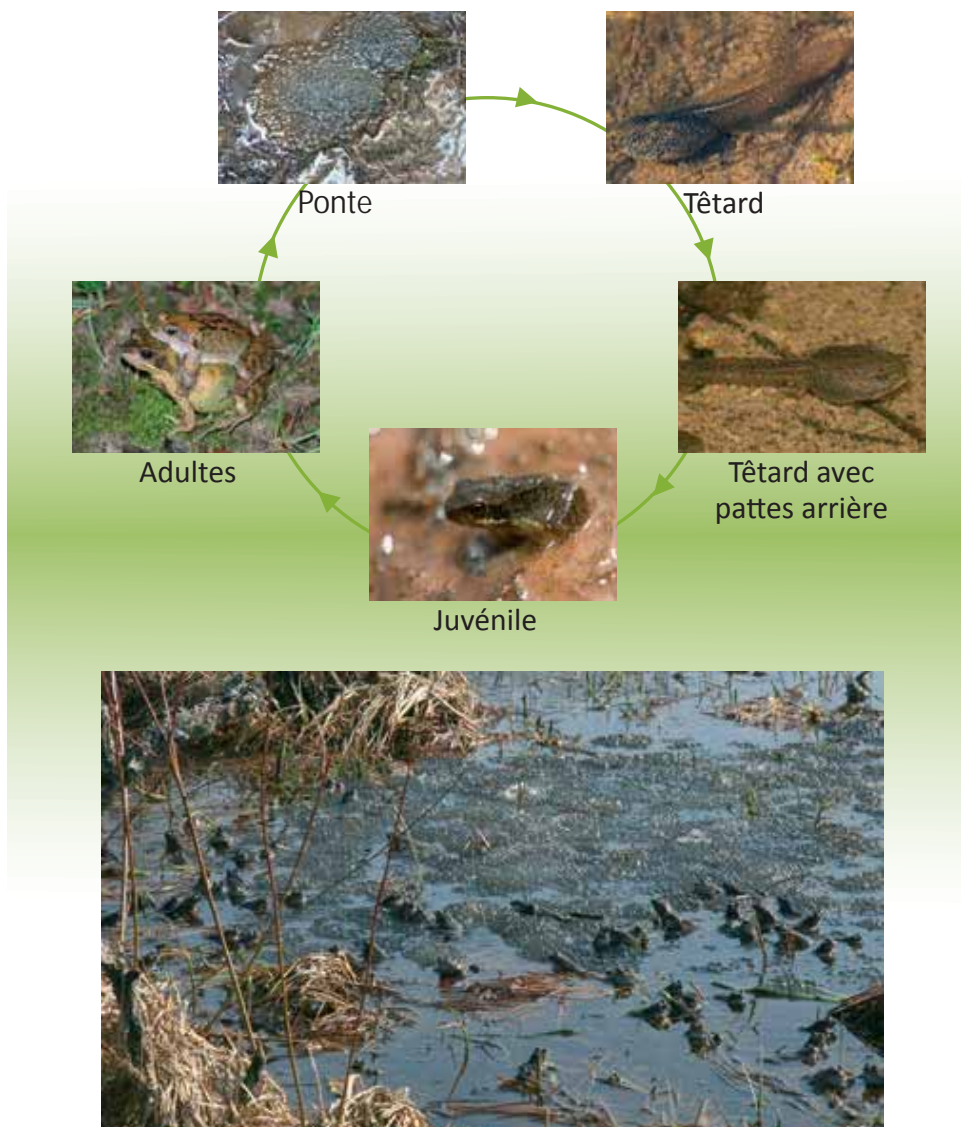 Ponte
Têtard
Adultes
Têtard avec
pattes arrière
Juvénile